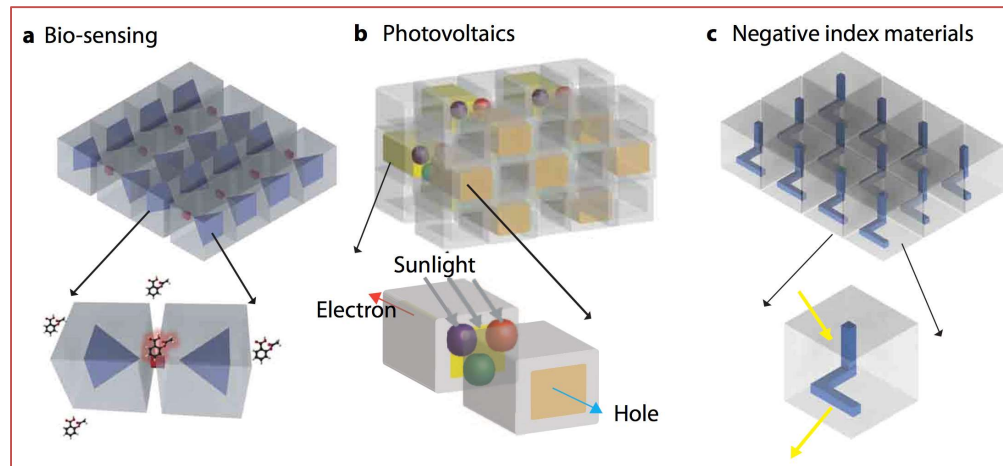 a Bio-sensing
b Photovoltaics
c Negative index materials
Sunlight
Electron
Hole